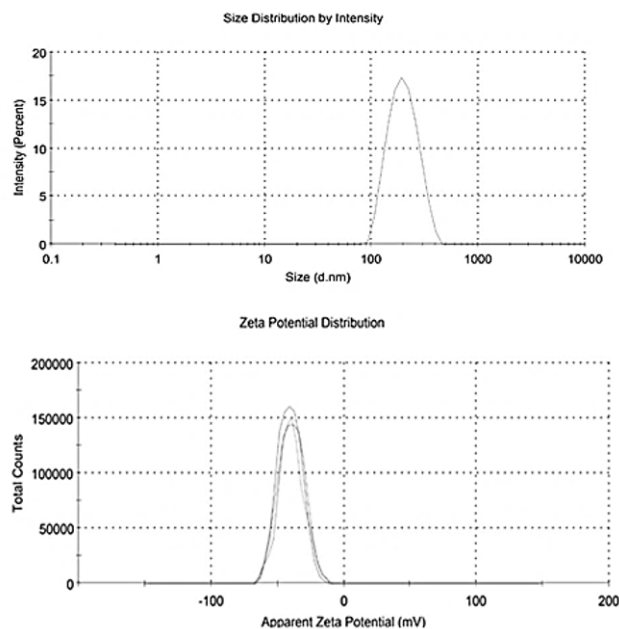 Size Distribution by Intensity
20
15
10
5
0
Intensity (Percent)
0.1 1 10 100 1000 10000
Size (d.nm)
Zeta Potential Distribution
200000
150000
100000
50000
0
Total Counts
-100 0 100 200
Apparent Zeta Potential (mV)